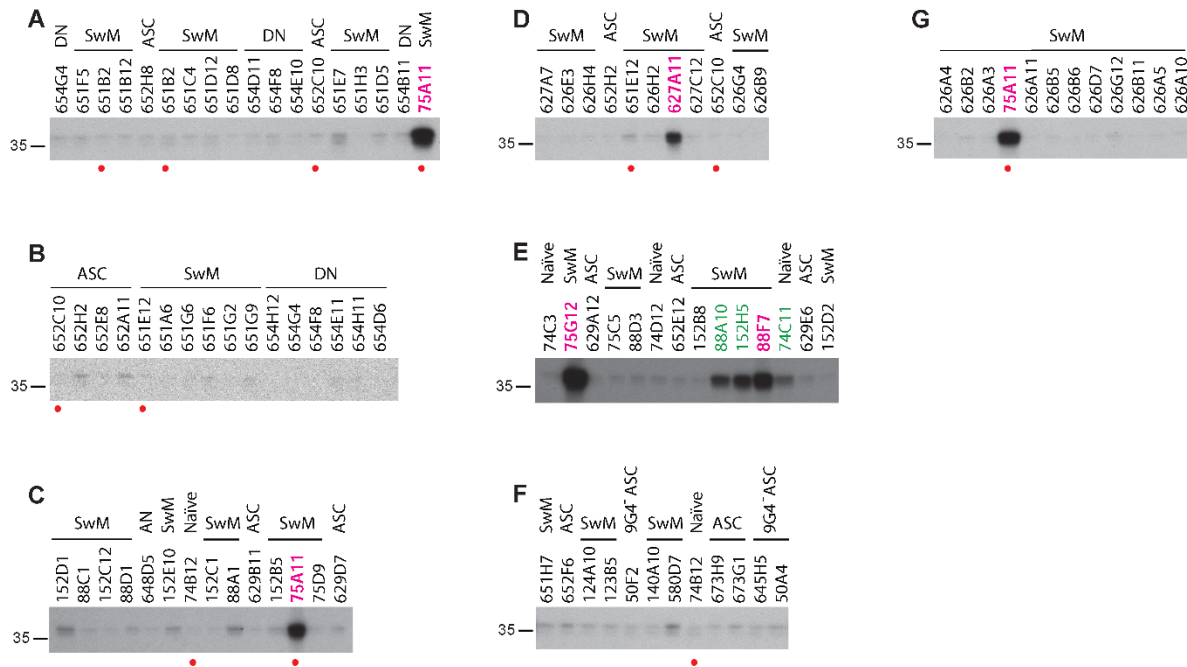 A
DN SwM ASC SwM DN ASC SwM DN SwM
654G4 651F5 651B2 651B12 652H8 651B2 651C4 651D12 651D8 654D11 654F8 654E10 652C10 651E7 651H3 651D5 654B11 75A11
35
D
SwM ASC SwM ASC SwM
627A7 626E3 626H4 652H2 651E12 626H2 627A11 627C12 652C10 626G4 626B9
35
G
SwM
626A4 626B2 626A3 75A11 626A11 626B5 626B6 626D7 626G12 626B11 626A5 626A10
35
B
ASC SwM DN
652C10 652H2 652E8 652A11 651E12 651A6 651G6 651F6 651G2 651G9 654H12 654G4 654F8 654E11 654H11 654D6
35
E
Naïve SwM ASC SwM Naïve ASC SwM Naïve ASC SwM
74C3 75G12 629A12 75C5 88D3 74D12 652E12 152B8 88A10 152H5 88F7 74C11 629E6 152D2
35
C
SwM AN SwM Naïve SwM ASC SwM ASC
152D1 88C1 152C12 88D1 648D5 152E10 74B12 152C1 88A1 629B11 152B5 75A11 75D9 629D7
35
F
SwM ASC SwM 9G4⁻ ASC SwM Naïve ASC 9G4⁻ ASC
651H7 652F6 124A10 123B5 50F2 140A10 580D7 74B12 673H9 673G1 645H5 50A4
35